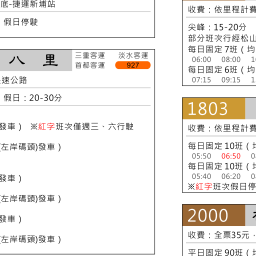 底-捷運新埔站
假日停駛
八 里
三重客運 淡水客運
首都客運 927
速公路
假日：20-30分
發車） ※紅字班次僅週三、六行駛
(左岸碼頭)發車）
發車）
(左岸碼頭)發車）
發車）
(左岸碼頭)發車）
收費：依里程計費
尖峰：15-20分
部分班次行經松山
每日固定7班（均
06:00 08:00
每日固定6班（均
07:15 09:15
1803
收費：依里程計費
每日固定10班（
05:50 06:50
每日固定10班（
05:40 06:20
※紅字班次假日停
2000
收費：全票35元
平日固定90班（